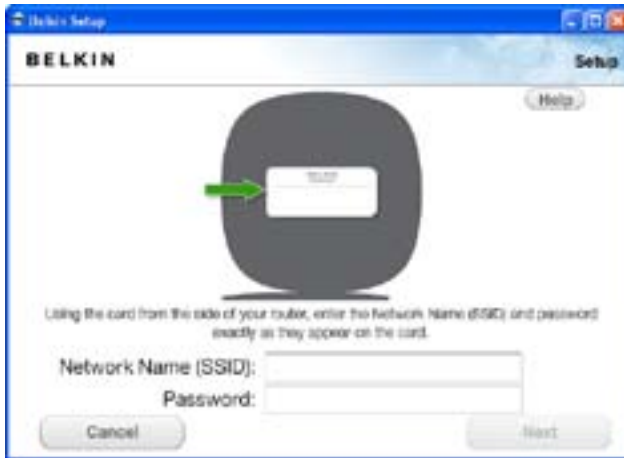 Belkin Setup
BELKIN
Setup
Help
Using the card from the side of your router, enter the Network Name (SSID) and password
exactly as they appear on the card.
Network Name (SSID):
Password:
Cancel
Next